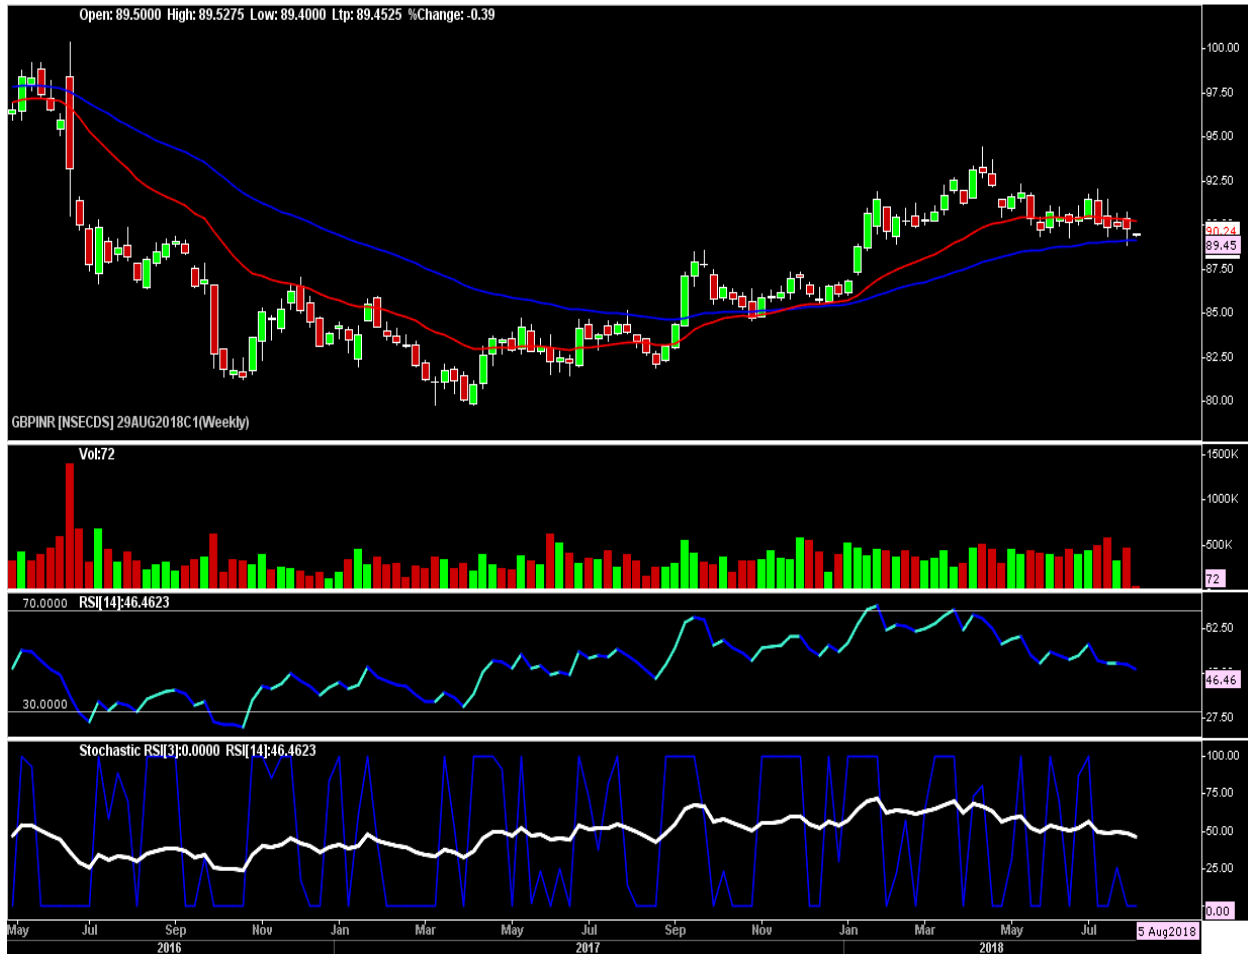 Open: 89.5000 High: 89.5275 Low: 89.4000 Ltp: 89.4525 %Change: -0.39
100.00
97.50
95.00
92.50
90.24
89.45
87.50
85.00
82.50
80.00
GBPINR [NSECDS] 29AUG2018C1(Weekly)
Vol:72
1500K
1000K
500K
72
70.0000 RSI[14]:46.4623
62.50
46.46
30.0000
27.50
Stochastic RSI[3]:0.0000 RSI[14]:46.4623
100.00
75.00
50.00
25.00
0.00
May Jul Sep Nov Jan Mar May Jul Sep Nov Jan Mar May Jul 5 Aug2018
2016 2017 2018